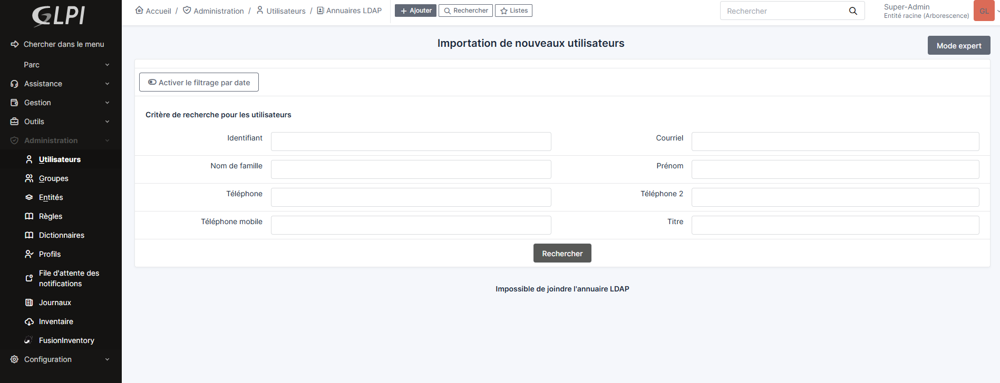 GLPI
Accueil / Administration / Utilisateurs / Annuaires LDAP
+ Ajouter
Rechercher
Listes
Rechercher
Super-Admin
Entité racine (Arborescence)
GL
Chercher dans le menu
Parc
Assistance
Gestion
Outils
Administration
Utilisateurs
Groupes
Entités
Règles
Dictionnaires
Profils
File d'attente des
notifications
Journaux
Inventaire
FusionInventory
Configuration
Importation de nouveaux utilisateurs
Mode expert
Activer le filtrage par date
Critère de recherche pour les utilisateurs
Identifiant
Courriel
Nom de famille
Prénom
Téléphone
Téléphone 2
Téléphone mobile
Titre
Rechercher
Impossible de joindre l'annuaire LDAP